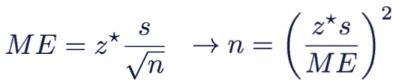 ME = z⋆ s/√n → n = (z⋆s/ME)²